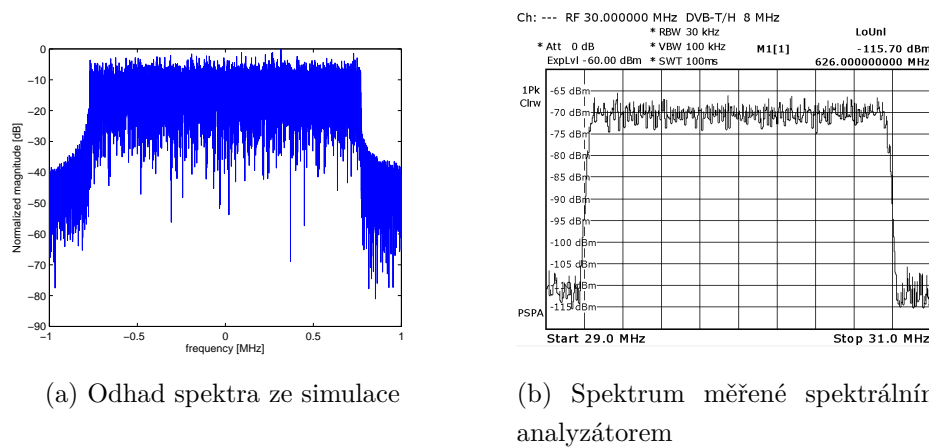 Ch: --- RF 30.000000 MHz DVB-T/H 8 MHz
* RBW 30 kHz LoUnl
* Att 0 dB * VBW 100 kHz M1[1] -115.70 dBm
ExpLvl -60.00 dBm * SWT 100ms 626.000000000 MHz
1Pk
Clrw
-65 dBm
-70 dBm
-75 dBm
-80 dBm
-85 dBm
-90 dBm
-95 dBm
-100 dBm
-105 dBm
-110 dBm
-115 dBm
PSPA
Start 29.0 MHz Stop 31.0 MHz
Normalized magnitude [dB]
0
−10
−20
−30
−40
−50
−60
−70
−80
−90
−1 −0.5 0 0.5 1
frequency [MHz]
(a) Odhad spektra ze simulace
(b) Spektrum měřené spektrálním
analyzátorem